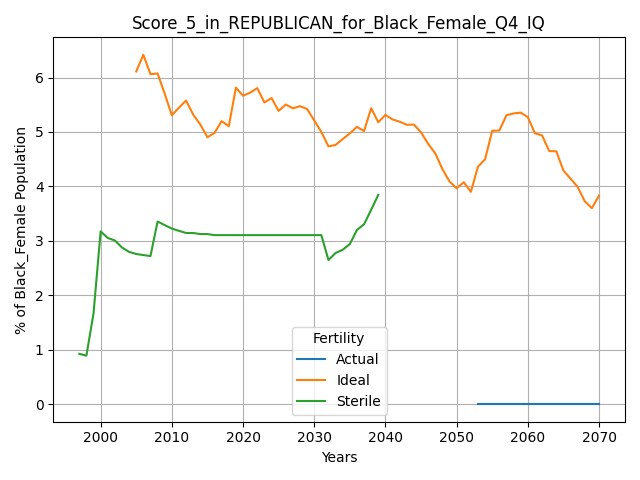 Score_5_in_REPUBLICAN_for_Black_Female_Q4_IQ
% of Black_Female Population
6
5
4
3
2
1
0
Fertility
Actual
Ideal
Sterile
2000 2010 2020 2030 2040 2050 2060 2070
Years